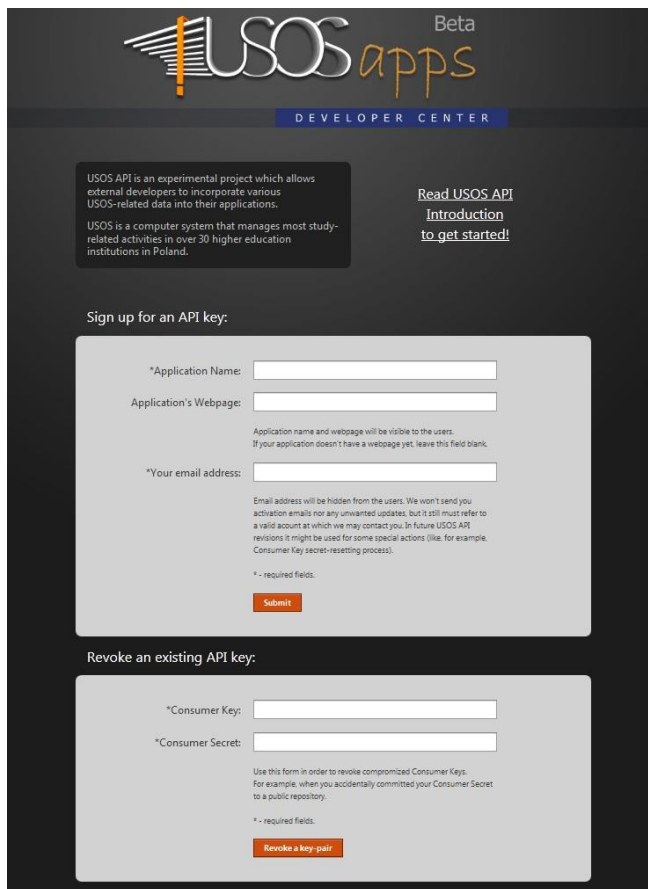 USOS apps Beta
DEVELOPER CENTER
USOS API is an experimental project which allows
external developers to incorporate various
USOS-related data into their applications.
USOS is a computer system that manages most study-
related activities in over 30 higher education
institutions in Poland.
Read USOS API
Introduction
to get started!
Sign up for an API key:
*Application Name:
Application's Webpage:
Application name and webpage will be visible to the users.
If your application doesn't have a webpage yet, leave this field blank.
*Your email address:
Email address will be hidden from the users. We won't send you
activation emails nor any unwanted updates, but it still must refer to
a valid acount at which we may contact you. In future USOS API
revisions it might be used for some special actions (like, for example,
Consumer Key secret-resetting process).
* - required fields.
Submit
Revoke an existing API key:
*Consumer Key:
*Consumer Secret:
Use this form in order to revoke compromized Consumer Keys.
For example, when you accidentally committed your Consumer Secret
to a public repository.
* - required fields.
Revoke a key-pair